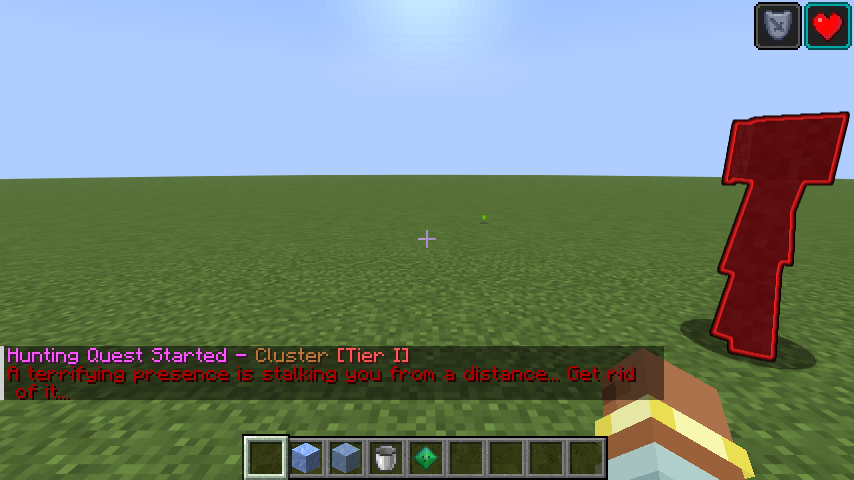 Hunting Quest Started - Cluster [Tier I]
A terrifying presence is stalking you from a distance... Get rid
of it...